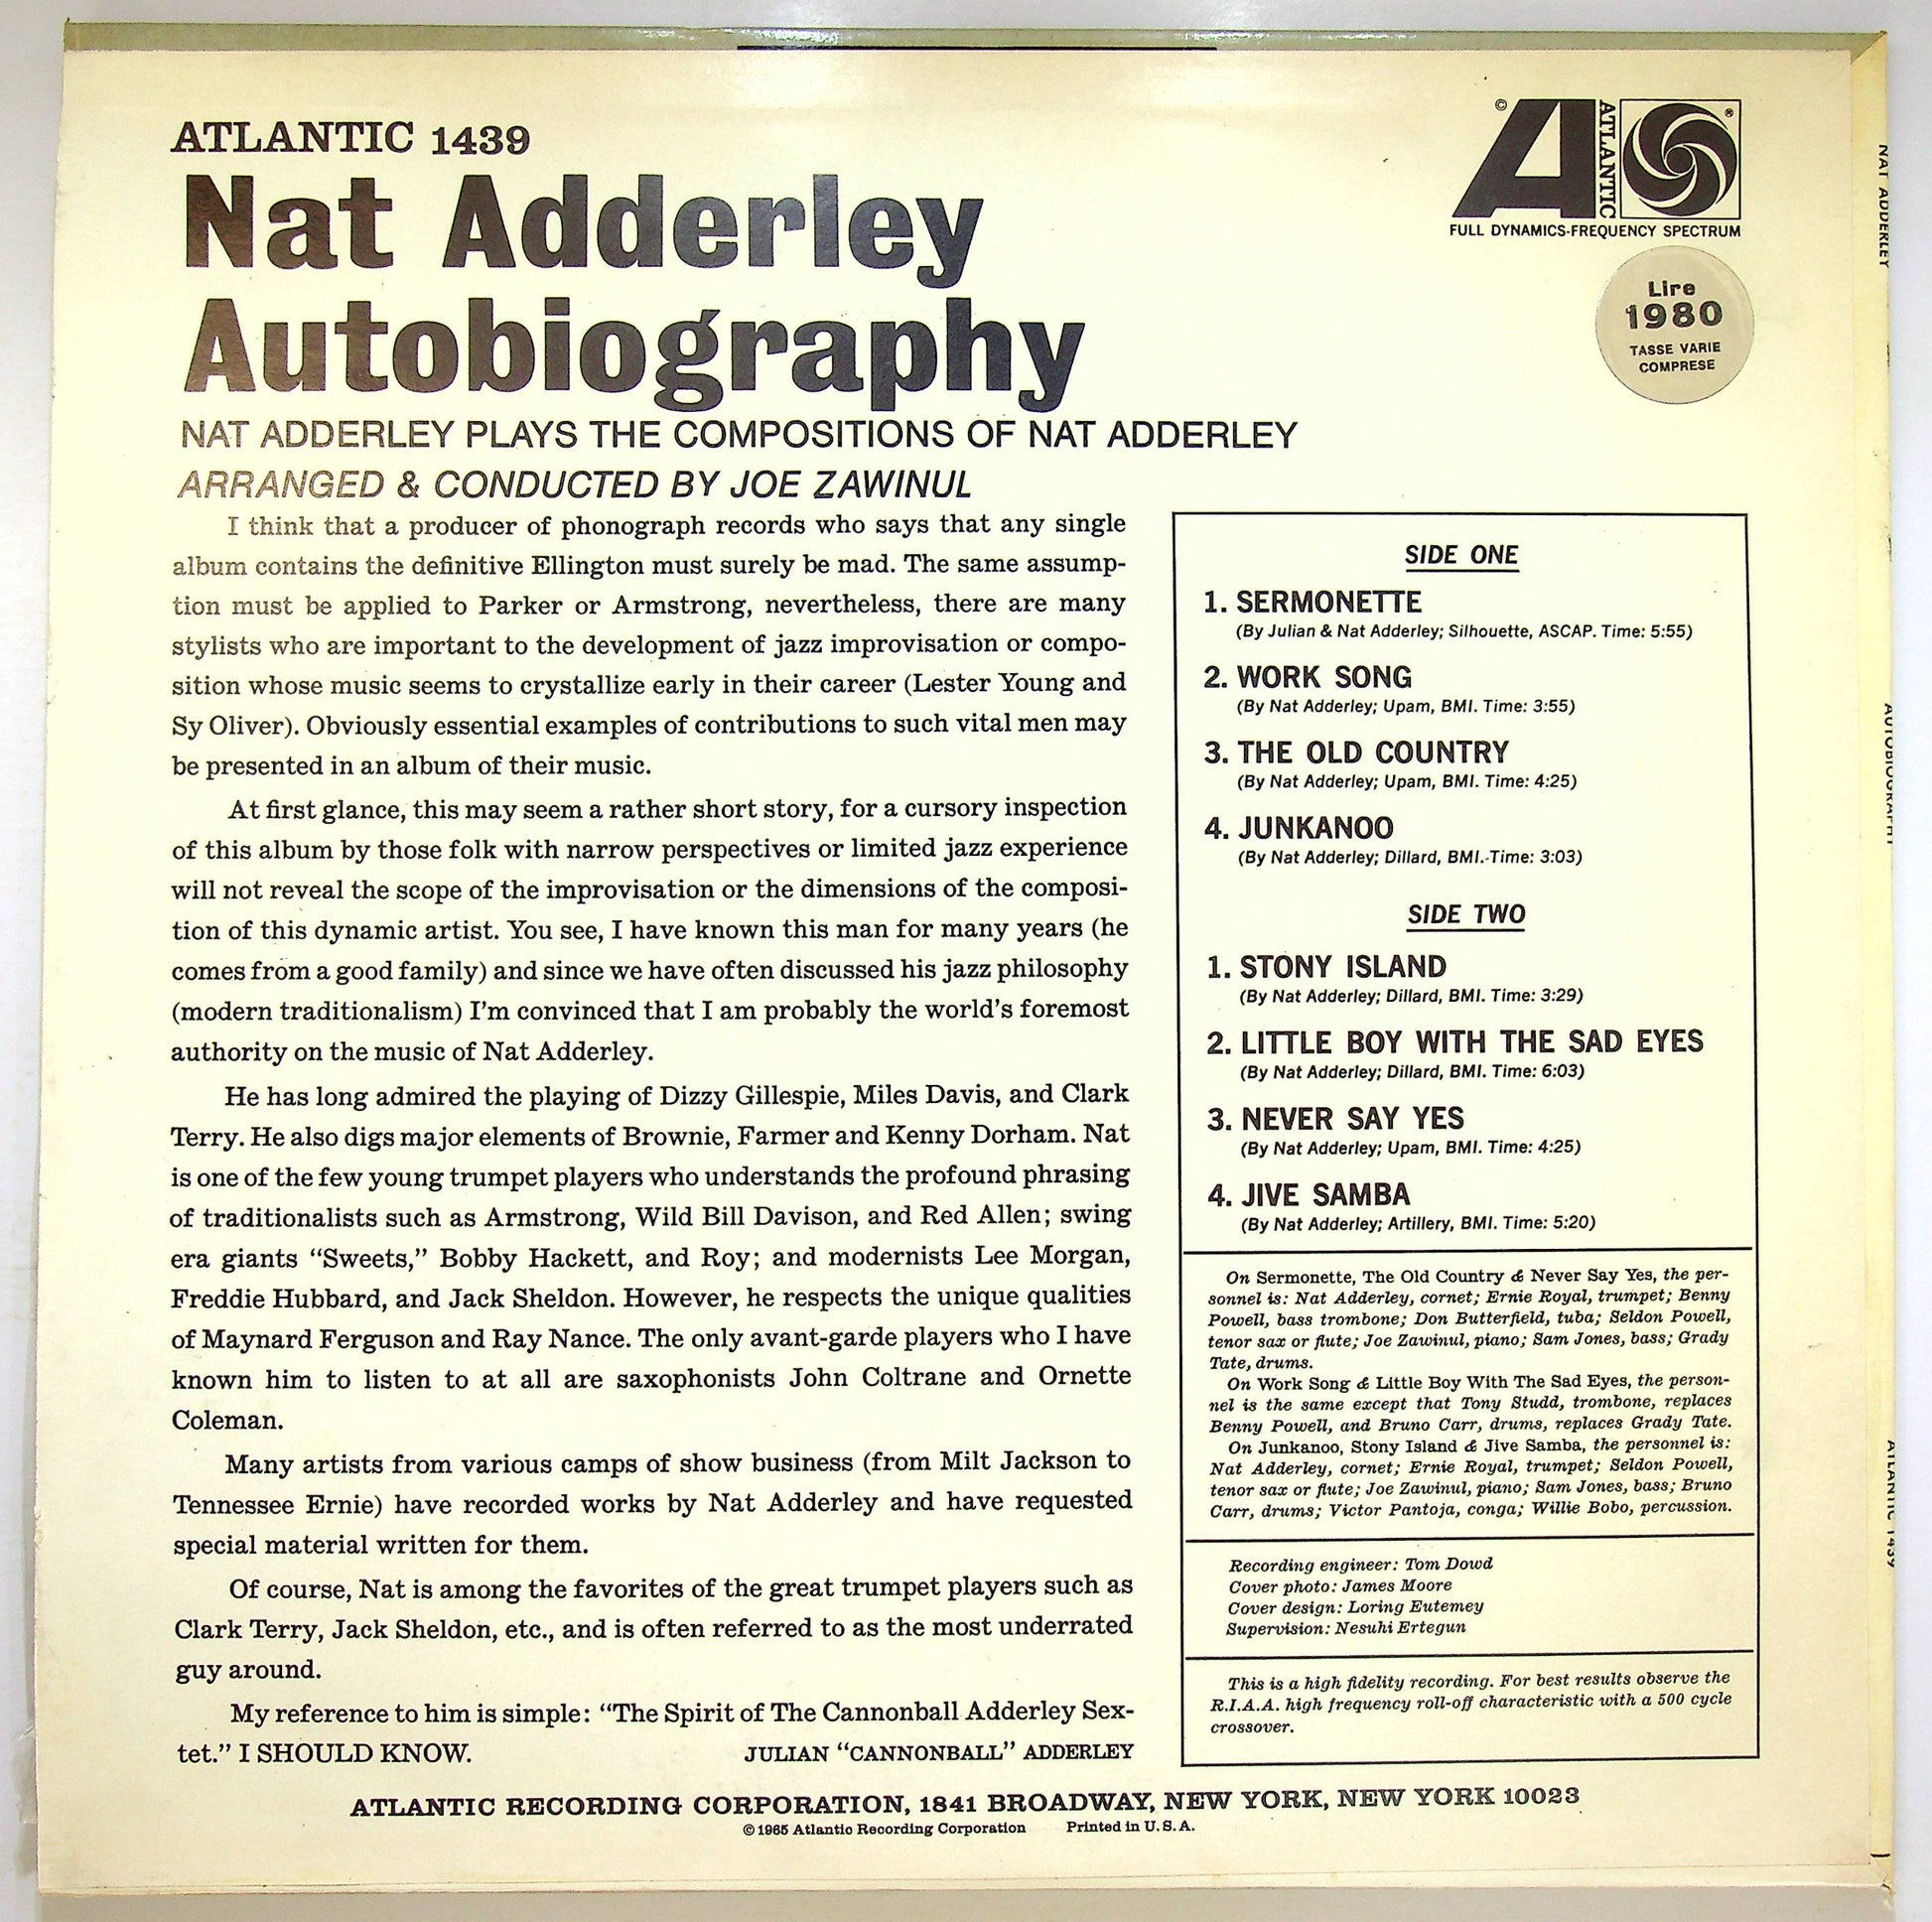 ATLANTIC 1439
Nat Adderley
Autobiography
NAT ADDERLEY PLAYS THE COMPOSITIONS OF NAT ADDERLEY
ARRANGED & CONDUCTED BY JOE ZAWINUL
©
ATLANTIC
®
FULL DYNAMICS-FREQUENCY SPECTRUM
Lire
1980
TASSE VARIE
COMPRESE
I think that a producer of phonograph records who says that any single
album contains the definitive Ellington must surely be mad. The same assump-
tion must be applied to Parker or Armstrong, nevertheless, there are many
stylists who are important to the development of jazz improvisation or compo-
sition whose music seems to crystallize early in their career (Lester Young and
Sy Oliver). Obviously essential examples of contributions to such vital men may
be presented in an album of their music.
At first glance, this may seem a rather short story, for a cursory inspection
of this album by those folk with narrow perspectives or limited jazz experience
will not reveal the scope of the improvisation or the dimensions of the composi-
tion of this dynamic artist. You see, I have known this man for many years (he
comes from a good family) and since we have often discussed his jazz philosophy
(modern traditionalism) I'm convinced that I am probably the world's foremost
authority on the music of Nat Adderley.
He has long admired the playing of Dizzy Gillespie, Miles Davis, and Clark
Terry. He also digs major elements of Brownie, Farmer and Kenny Dorham. Nat
is one of the few young trumpet players who understands the profound phrasing
of traditionalists such as Armstrong, Wild Bill Davison, and Red Allen; swing
era giants "Sweets," Bobby Hackett, and Roy; and modernists Lee Morgan,
Freddie Hubbard, and Jack Sheldon. However, he respects the unique qualities
of Maynard Ferguson and Ray Nance. The only avant-garde players who I have
known him to listen to at all are saxophonists John Coltrane and Ornette
Coleman.
Many artists from various camps of show business (from Milt Jackson to
Tennessee Ernie) have recorded works by Nat Adderley and have requested
special material written for them.
Of course, Nat is among the favorites of the great trumpet players such as
Clark Terry, Jack Sheldon, etc., and is often referred to as the most underrated
guy around.
My reference to him is simple: "The Spirit of The Cannonball Adderley Sex-
tet." I SHOULD KNOW. JULIAN "CANNONBALL" ADDERLEY
SIDE ONE
1. SERMONETTE
(By Julian & Nat Adderley; Silhouette, ASCAP. Time: 5:55)
2. WORK SONG
(By Nat Adderley; Upam, BMI. Time: 3:55)
3. THE OLD COUNTRY
(By Nat Adderley; Upam, BMI. Time: 4:25)
4. JUNKANOO
(By Nat Adderley; Dillard, BMI. Time: 3:03)
SIDE TWO
1. STONY ISLAND
(By Nat Adderley; Dillard, BMI. Time: 3:29)
2. LITTLE BOY WITH THE SAD EYES
(By Nat Adderley; Dillard, BMI. Time: 6:03)
3. NEVER SAY YES
(By Nat Adderley; Upam, BMI. Time: 4:25)
4. JIVE SAMBA
(By Nat Adderley; Artillery, BMI. Time: 5:20)
On Sermonette, The Old Country & Never Say Yes, the per-
sonnel is: Nat Adderley, cornet; Ernie Royal, trumpet; Benny
Powell, bass trombone; Don Butterfield, tuba; Seldon Powell,
tenor sax or flute; Joe Zawinul, piano; Sam Jones, bass; Grady
Tate, drums.
On Work Song & Little Boy With The Sad Eyes, the person-
nel is the same except that Tony Studd, trombone, replaces
Benny Powell, and Bruno Carr, drums, replaces Grady Tate.
On Junkanoo, Stony Island & Jive Samba, the personnel is:
Nat Adderley, cornet; Ernie Royal, trumpet; Seldon Powell,
tenor sax or flute; Joe Zawinul, piano; Sam Jones, bass; Bruno
Carr, drums; Victor Pantoja, conga; Willie Bobo, percussion.
Recording engineer: Tom Dowd
Cover photo: James Moore
Cover design: Loring Eutemey
Supervision: Nesuhi Ertegun
This is a high fidelity recording. For best results observe the
R.I.A.A. high frequency roll-off characteristic with a 500 cycle
crossover.
ATLANTIC RECORDING CORPORATION, 1841 BROADWAY, NEW YORK, NEW YORK 10023
© 1965 Atlantic Recording Corporation Printed in U.S.A.
NAT ADDERLEY
AUTOBIOGRAPHY
ATLANTIC 1439